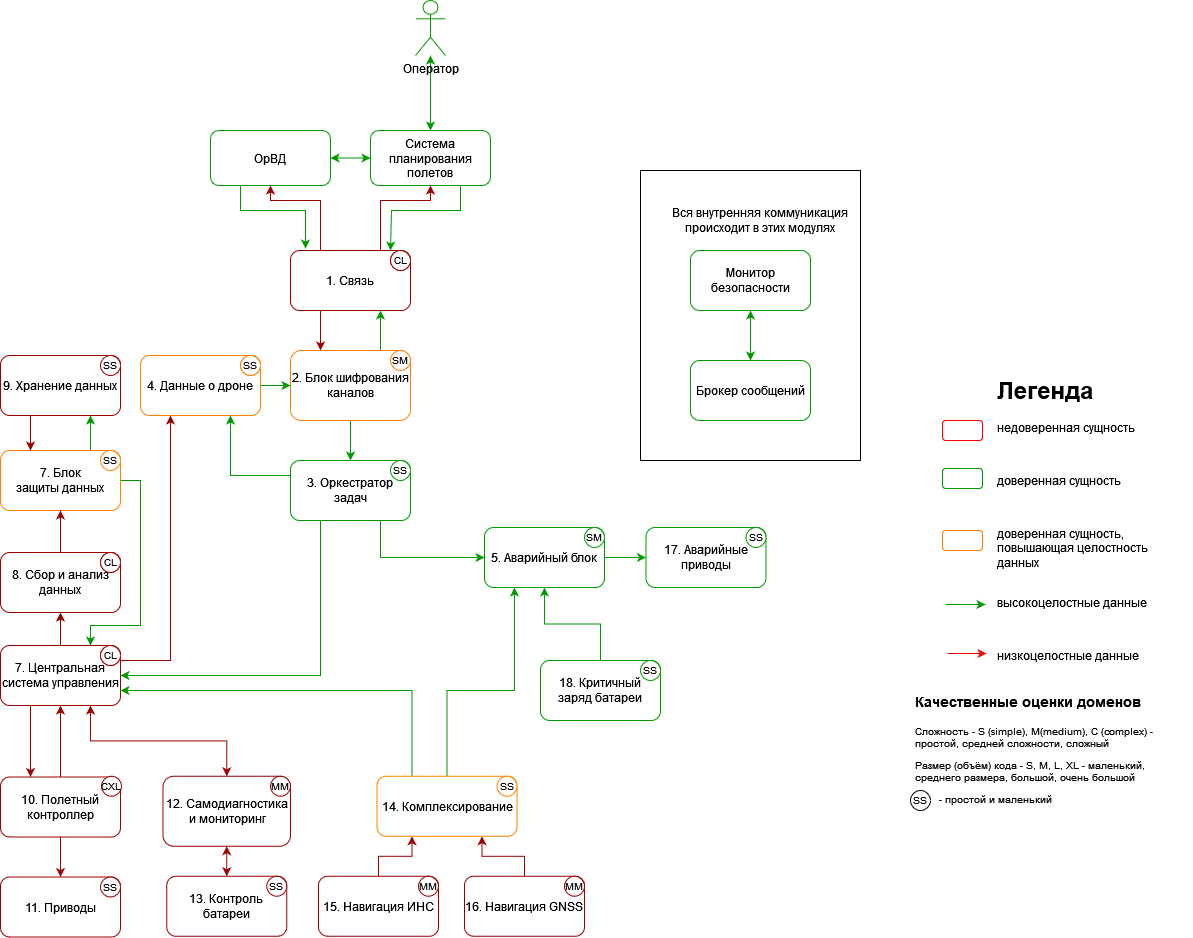 Оператор
ОрВД
Система
планирования
полетов
CL
1. Связь
Вся внутренняя коммуникация
происходит в этих модулях
Монитор
безопасности
Брокер сообщений
SS
9. Хранение данных
SS
4. Данные о дроне
SM
2. Блок шифрования
каналов
SS
7. Блок
защиты данных
SS
3. Оркестратор
задач
CL
8. Сбор и анализ
данных
SM
5. Аварийный блок
SS
17. Аварийные
приводы
CL
7. Центральная
система управления
SS
18. Критичный
заряд батареи
CXL
10. Полетный
контроллер
MM
12. Самодиагностика
и мониторинг
SS
14. Комплексирование
SS
11. Приводы
SS
13. Контроль
батареи
MM
15. Навигация ИНС
MM
16. Навигация GNSS
Легенда
недоверенная сущность
доверенная сущность
доверенная сущность,
повышающая целостность
данных
высокоцелостные данные
низкоцелостные данные
Качественные оценки доменов
Сложность - S (simple), M(medium), C (complex) -
простой, средней сложности, сложный
Размер (объём) кода - S, M, L, XL - маленький,
среднего размера, большой, очень большой
SS - простой и маленький